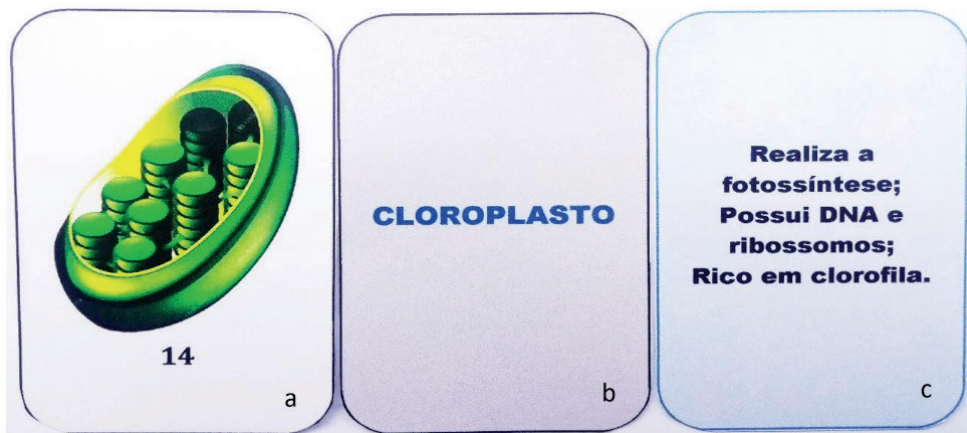 14
a
CLOROPLASTO
b
Realiza a
fotossíntese;
Possui DNA e
ribossomos;
Rico em clorofila.
c